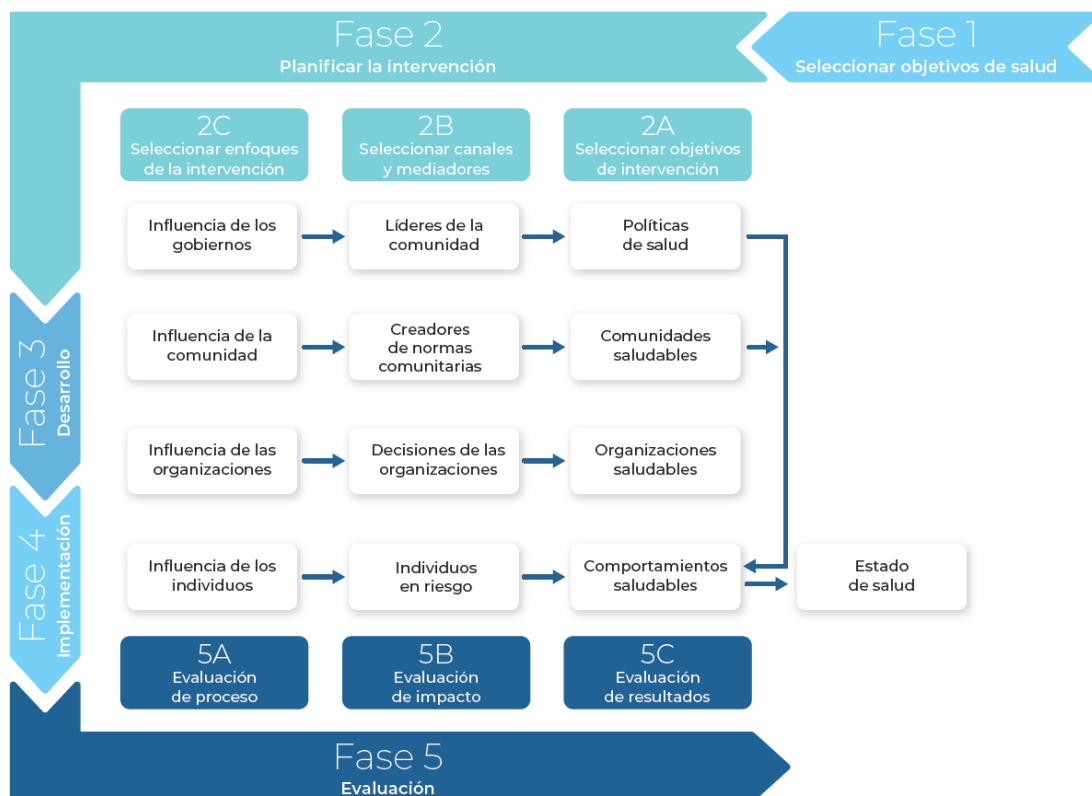 Fase 2
Planificar la intervención
Fase 1
Seleccionar objetivos de salud
2C
Seleccionar enfoques
de la intervención
2B
Seleccionar canales
y mediadores
2A
Seleccionar objetivos
de intervención
Influencia de los
gobiernos
Líderes de la
comunidad
Políticas
de salud
Fase 3
Desarrollo
Influencia de la
comunidad
Creadores
de normas
comunitarias
Comunidades
saludables
Influencia de las
organizaciones
Decisiones de las
organizaciones
Organizaciones
saludables
Fase 4
Implementación
Influencia de los
individuos
Individuos
en riesgo
Comportamientos
saludables
Estado
de salud
5A
Evaluación
de proceso
5B
Evaluación
de impacto
5C
Evaluación
de resultados
Fase 5
Evaluación